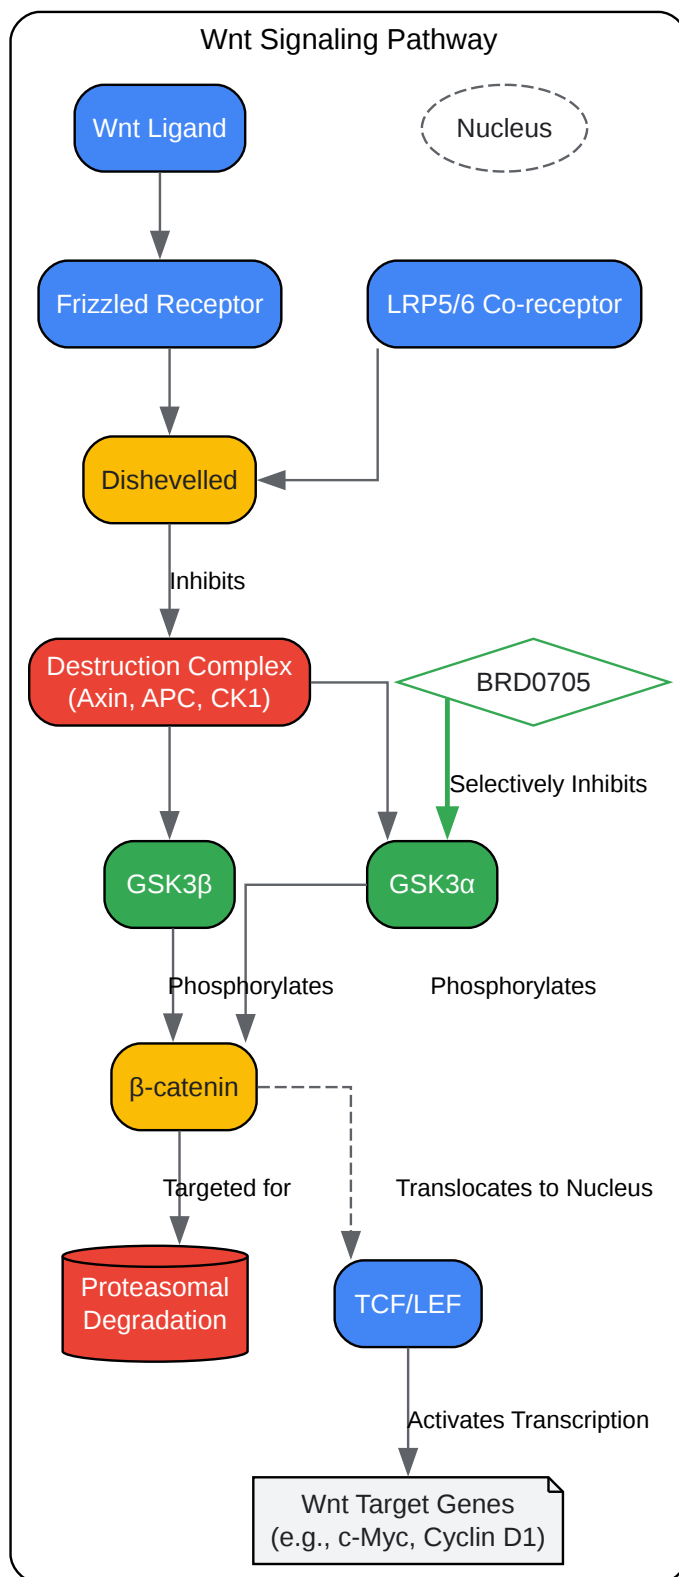 Wnt Signaling Pathway
Wnt Ligand
Nucleus
Frizzled Receptor
LRP5/6 Co-receptor
Dishevelled
Inhibits
Destruction Complex
(Axin, APC, CK1)
BRD0705
Selectively Inhibits
GSK3β
GSK3α
Phosphorylates
Phosphorylates
β-catenin
Targeted for
Translocates to Nucleus
Proteasomal
Degradation
TCF/LEF
Activates Transcription
Wnt Target Genes
(e.g., c-Myc, Cyclin D1)